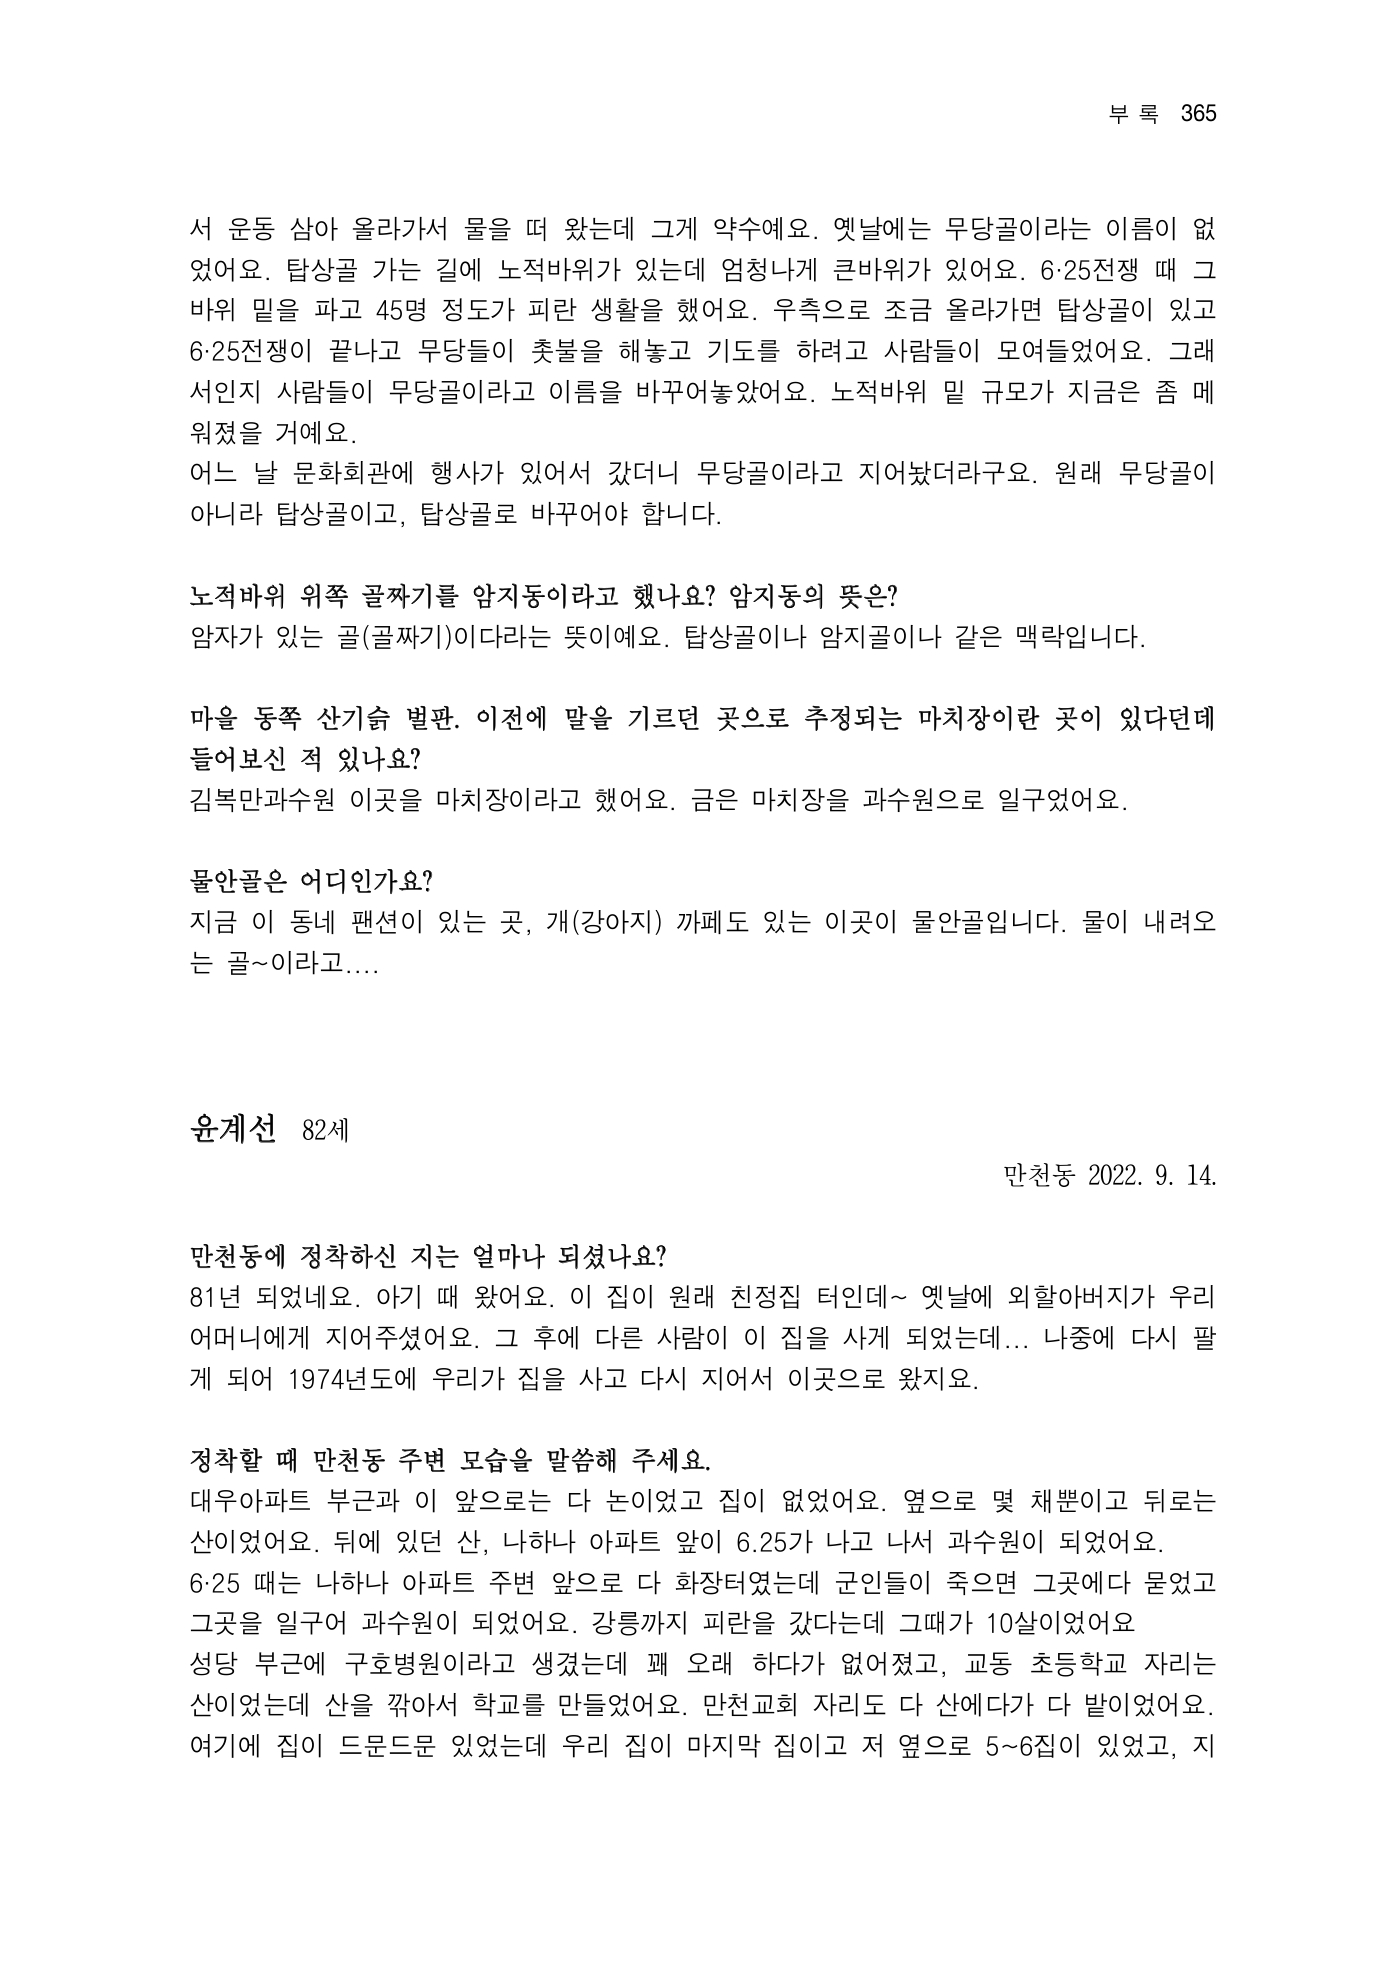 부 록 365
서 운동 삼아 올라가서 물을 떠 왔는데 그게 약수예요. 옛날에는 무당골이라는 이름이 없
었어요. 탑상골 가는 길에 노적바위가 있는데 엄청나게 큰바위가 있어요. 6·25전쟁 때 그
바위 밑을 파고 45명 정도가 피란 생활을 했어요. 우측으로 조금 올라가면 탑상골이 있고
6·25전쟁이 끝나고 무당들이 촛불을 해놓고 기도를 하려고 사람들이 모여들었어요. 그래
서인지 사람들이 무당골이라고 이름을 바꾸어놓았어요. 노적바위 밑 규모가 지금은 좀 메
워졌을 거예요.
어느 날 문화회관에 행사가 있어서 갔더니 무당골이라고 지어놨더라구요. 원래 무당골이
아니라 탑상골이고, 탑상골로 바꾸어야 합니다.
노적바위 위쪽 골짜기를 암지동이라고 했나요? 암지동의 뜻은?
암자가 있는 골(골짜기)이다라는 뜻이예요. 탑상골이나 암지골이나 같은 맥락입니다.
마을 동쪽 산기슭 벌판. 이전에 말을 기르던 곳으로 추정되는 마치장이란 곳이 있다던데
들어보신 적 있나요?
김복만과수원 이곳을 마치장이라고 했어요. 금은 마치장을 과수원으로 일구었어요.
물안골은 어디인가요?
지금 이 동네 팬션이 있는 곳, 개(강아지) 까페도 있는 이곳이 물안골입니다. 물이 내려오
는 골~이라고....
윤계선 82세
만천동 2022. 9. 14.
만천동에 정착하신 지는 얼마나 되셨나요?
81년 되었네요. 아기 때 왔어요. 이 집이 원래 친정집 터인데~ 옛날에 외할아버지가 우리
어머니에게 지어주셨어요. 그 후에 다른 사람이 이 집을 사게 되었는데... 나중에 다시 팔
게 되어 1974년도에 우리가 집을 사고 다시 지어서 이곳으로 왔지요.
정착할 때 만천동 주변 모습을 말씀해 주세요.
대우아파트 부근과 이 앞으로는 다 논이었고 집이 없었어요. 옆으로 몇 채뿐이고 뒤로는
산이었어요. 뒤에 있던 산, 나하나 아파트 앞이 6.25가 나고 나서 과수원이 되었어요.
6·25 때는 나하나 아파트 주변 앞으로 다 화장터였는데 군인들이 죽으면 그곳에다 묻었고
그곳을 일구어 과수원이 되었어요. 강릉까지 피란을 갔다는데 그때가 10살이었어요
성당 부근에 구호병원이라고 생겼는데 꽤 오래 하다가 없어졌고, 교동 초등학교 자리는
산이었는데 산을 깎아서 학교를 만들었어요. 만천교회 자리도 다 산에다가 다 밭이었어요.
여기에 집이 드문드문 있었는데 우리 집이 마지막 집이고 저 옆으로 5~6집이 있었고, 지